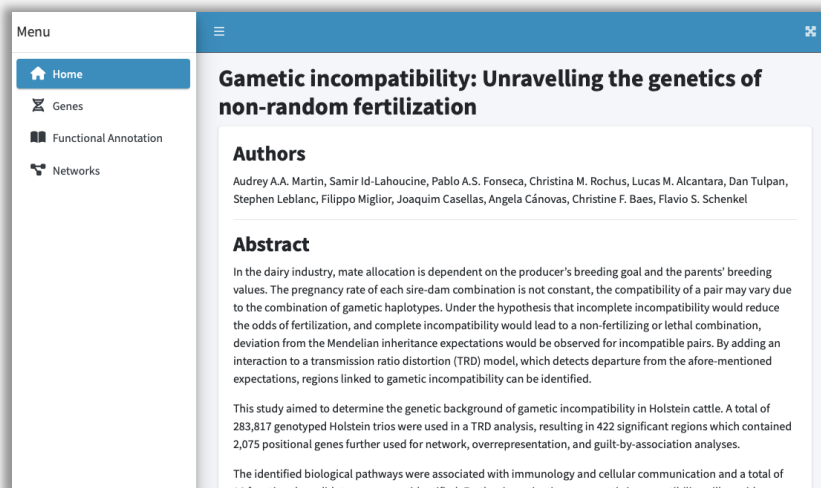 Menu
Home
Genes
Functional Annotation
Networks
Gametic incompatibility: Unravelling the genetics of
non-random fertilization
Authors
Audrey A.A. Martin, Samir Id-Lahoucine, Pablo A.S. Fonseca, Christina M. Rochus, Lucas M. Alcantara, Dan Tulpan,
Stephen Leblanc, Filippo Miglior, Joaquim Casellas, Angela Cánovas, Christine F. Baes, Flavio S. Schenkel
Abstract
In the dairy industry, mate allocation is dependent on the producer's breeding goal and the parents' breeding
values. The pregnancy rate of each sire-dam combination is not constant, the compatibility of a pair may vary due
to the combination of gametic haplotypes. Under the hypothesis that incomplete incompatibility would reduce
the odds of fertilization, and complete incompatibility would lead to a non-fertilizing or lethal combination,
deviation from the Mendelian inheritance expectations would be observed for incompatible pairs. By adding an
interaction to a transmission ratio distortion (TRD) model, which detects departure from the afore-mentioned
expectations, regions linked to gametic incompatibility can be identified.
This study aimed to determine the genetic background of gametic incompatibility in Holstein cattle. A total of
283,817 genotyped Holstein trios were used in a TRD analysis, resulting in 422 significant regions which contained
2,075 positional genes further used for network, overrepresentation, and guilt-by-association analyses.
The identified biological pathways were associated with immunology and cellular communication and a total of